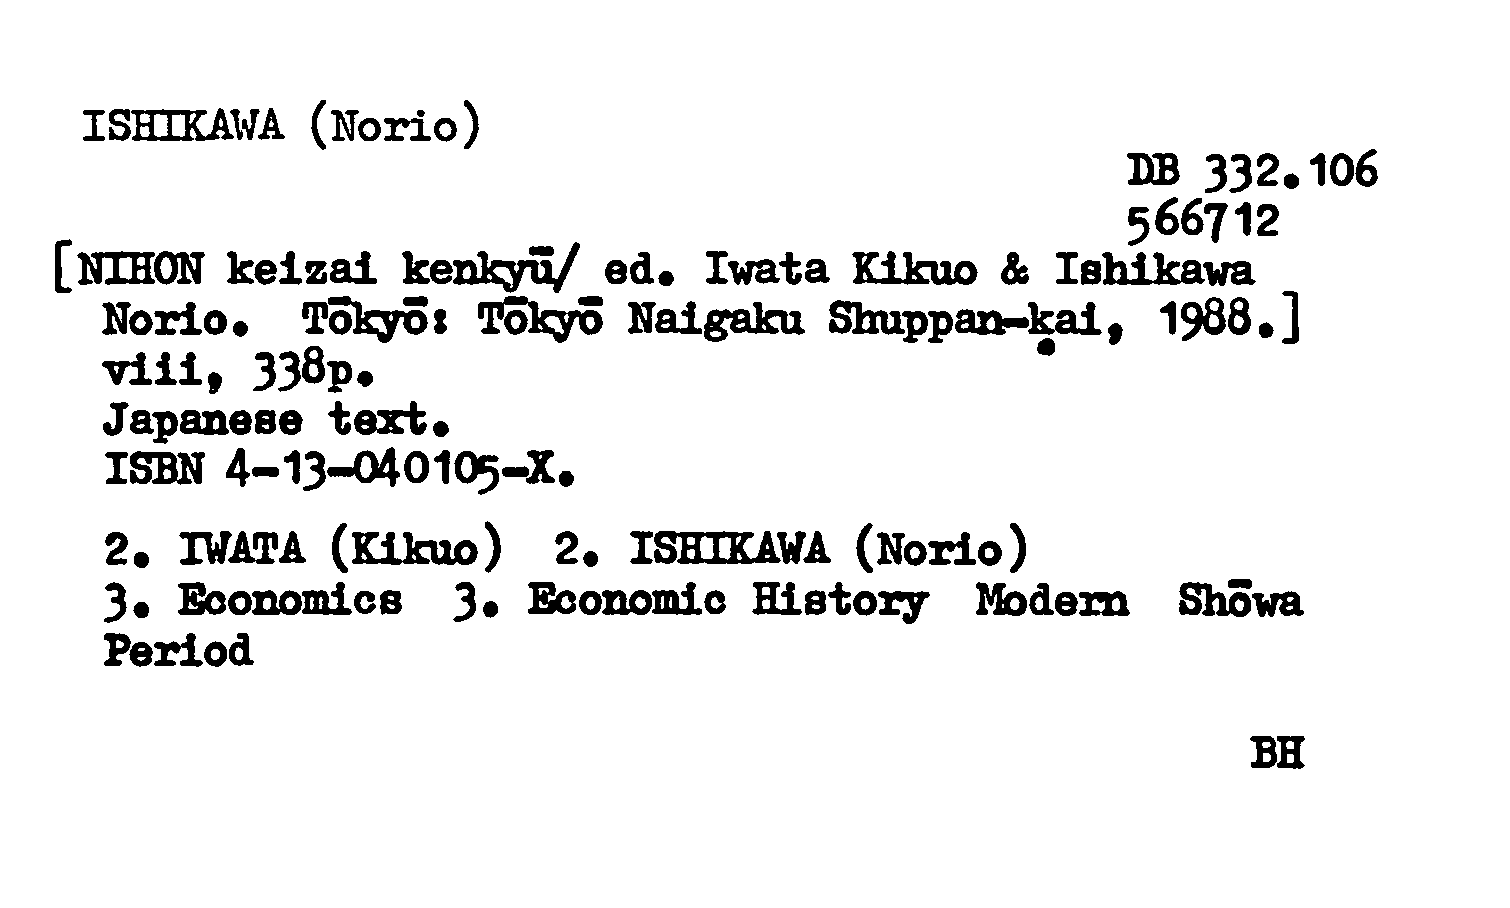 ISHIKAWA (Norio)
DB 332.106
566712
[NIHON keizai kenkyū/ ed. Iwata Kikuo & Ishikawa
Norio. Tōkyō: Tōkyō Naigaku Shuppan-kai, 1988.]
viii, 338p.
Japanese text.
ISBN 4-13-040105-X.
2. IWATA (Kikuo) 2. ISHIKAWA (Norio)
3. Economics 3. Economic History Modern Shōwa
Period
BH